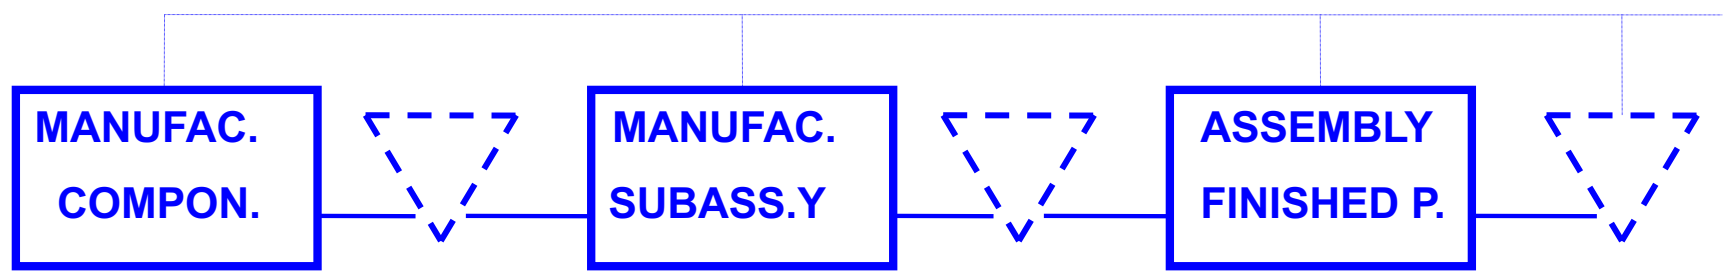 MANUFAC.
COMPON.
MANUFAC.
SUBASS.Y
ASSEMBLY
FINISHED P.